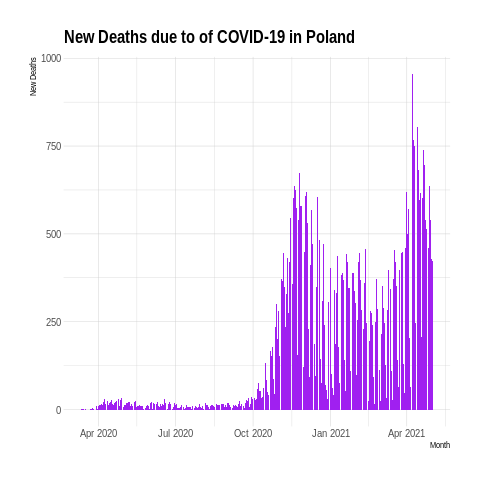 New Deaths due to of COVID-19 in Poland
New Deaths
1000
750
500
250
0
Apr 2020 Jul 2020 Oct 2020 Jan 2021 Apr 2021
Month